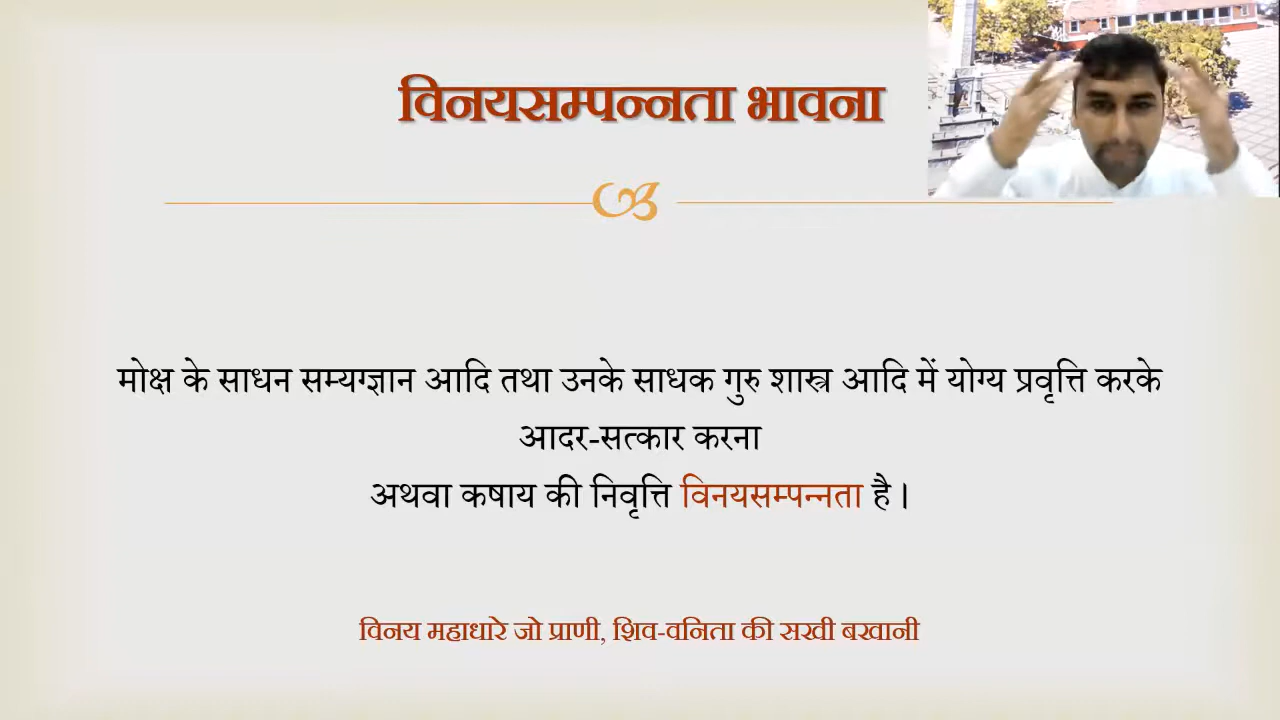 विनयसम्पन्नता भावना
मोक्ष के साधन सम्यग्ज्ञान आदि तथा उनके साधक गुरु शास्त्र आदि में योग्य प्रवृत्ति करके
आदर-सत्कार करना
अथवा कषाय की निवृत्ति विनयसम्पन्नता है।
विनय महाधारे जो प्राणी, शिव-वनिता की सखी बखानी